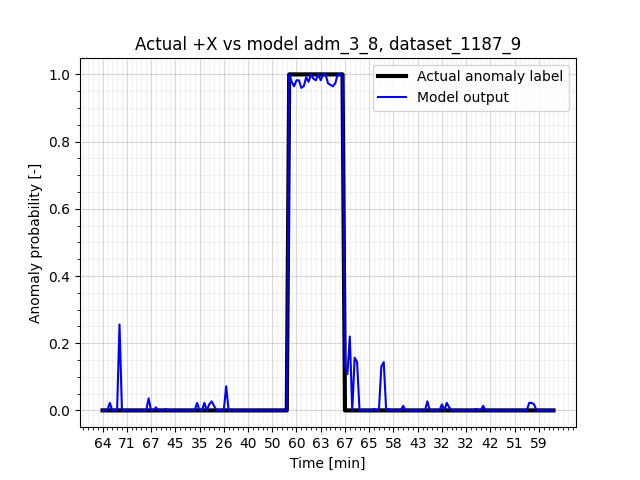 Actual +X vs model adm_3_8, dataset_1187_9
Actual anomaly label
Model output
Anomaly probability [-]
1.0
0.8
0.6
0.4
0.2
0.0
64 71 67 45 35 26 40 50 60 63 67 65 58 43 32 32 42 51 59
Time [min]